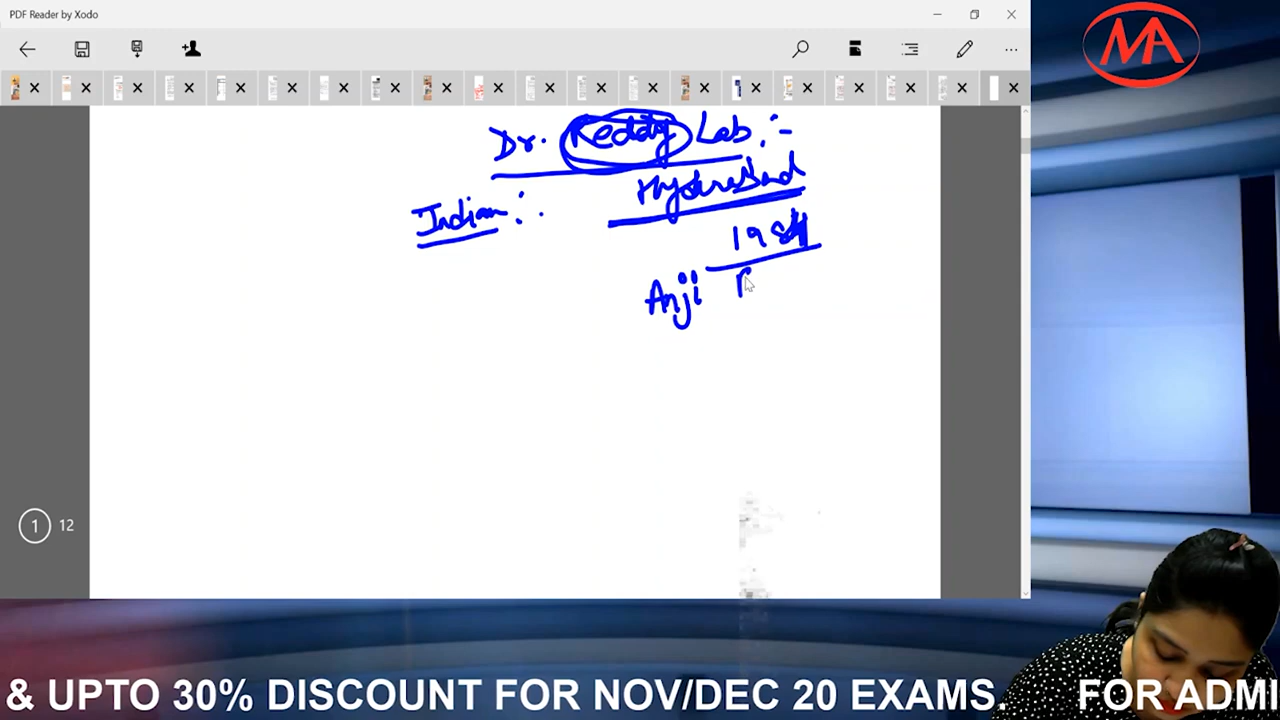 PDF Reader by Xodo
MA
Dr. Reddy Lab :-
Hyderabad
Indian :
1984
Anji
1 12
& UPTO 30% DISCOUNT FOR NOV/DEC 20 EXAMS. FOR ADMI